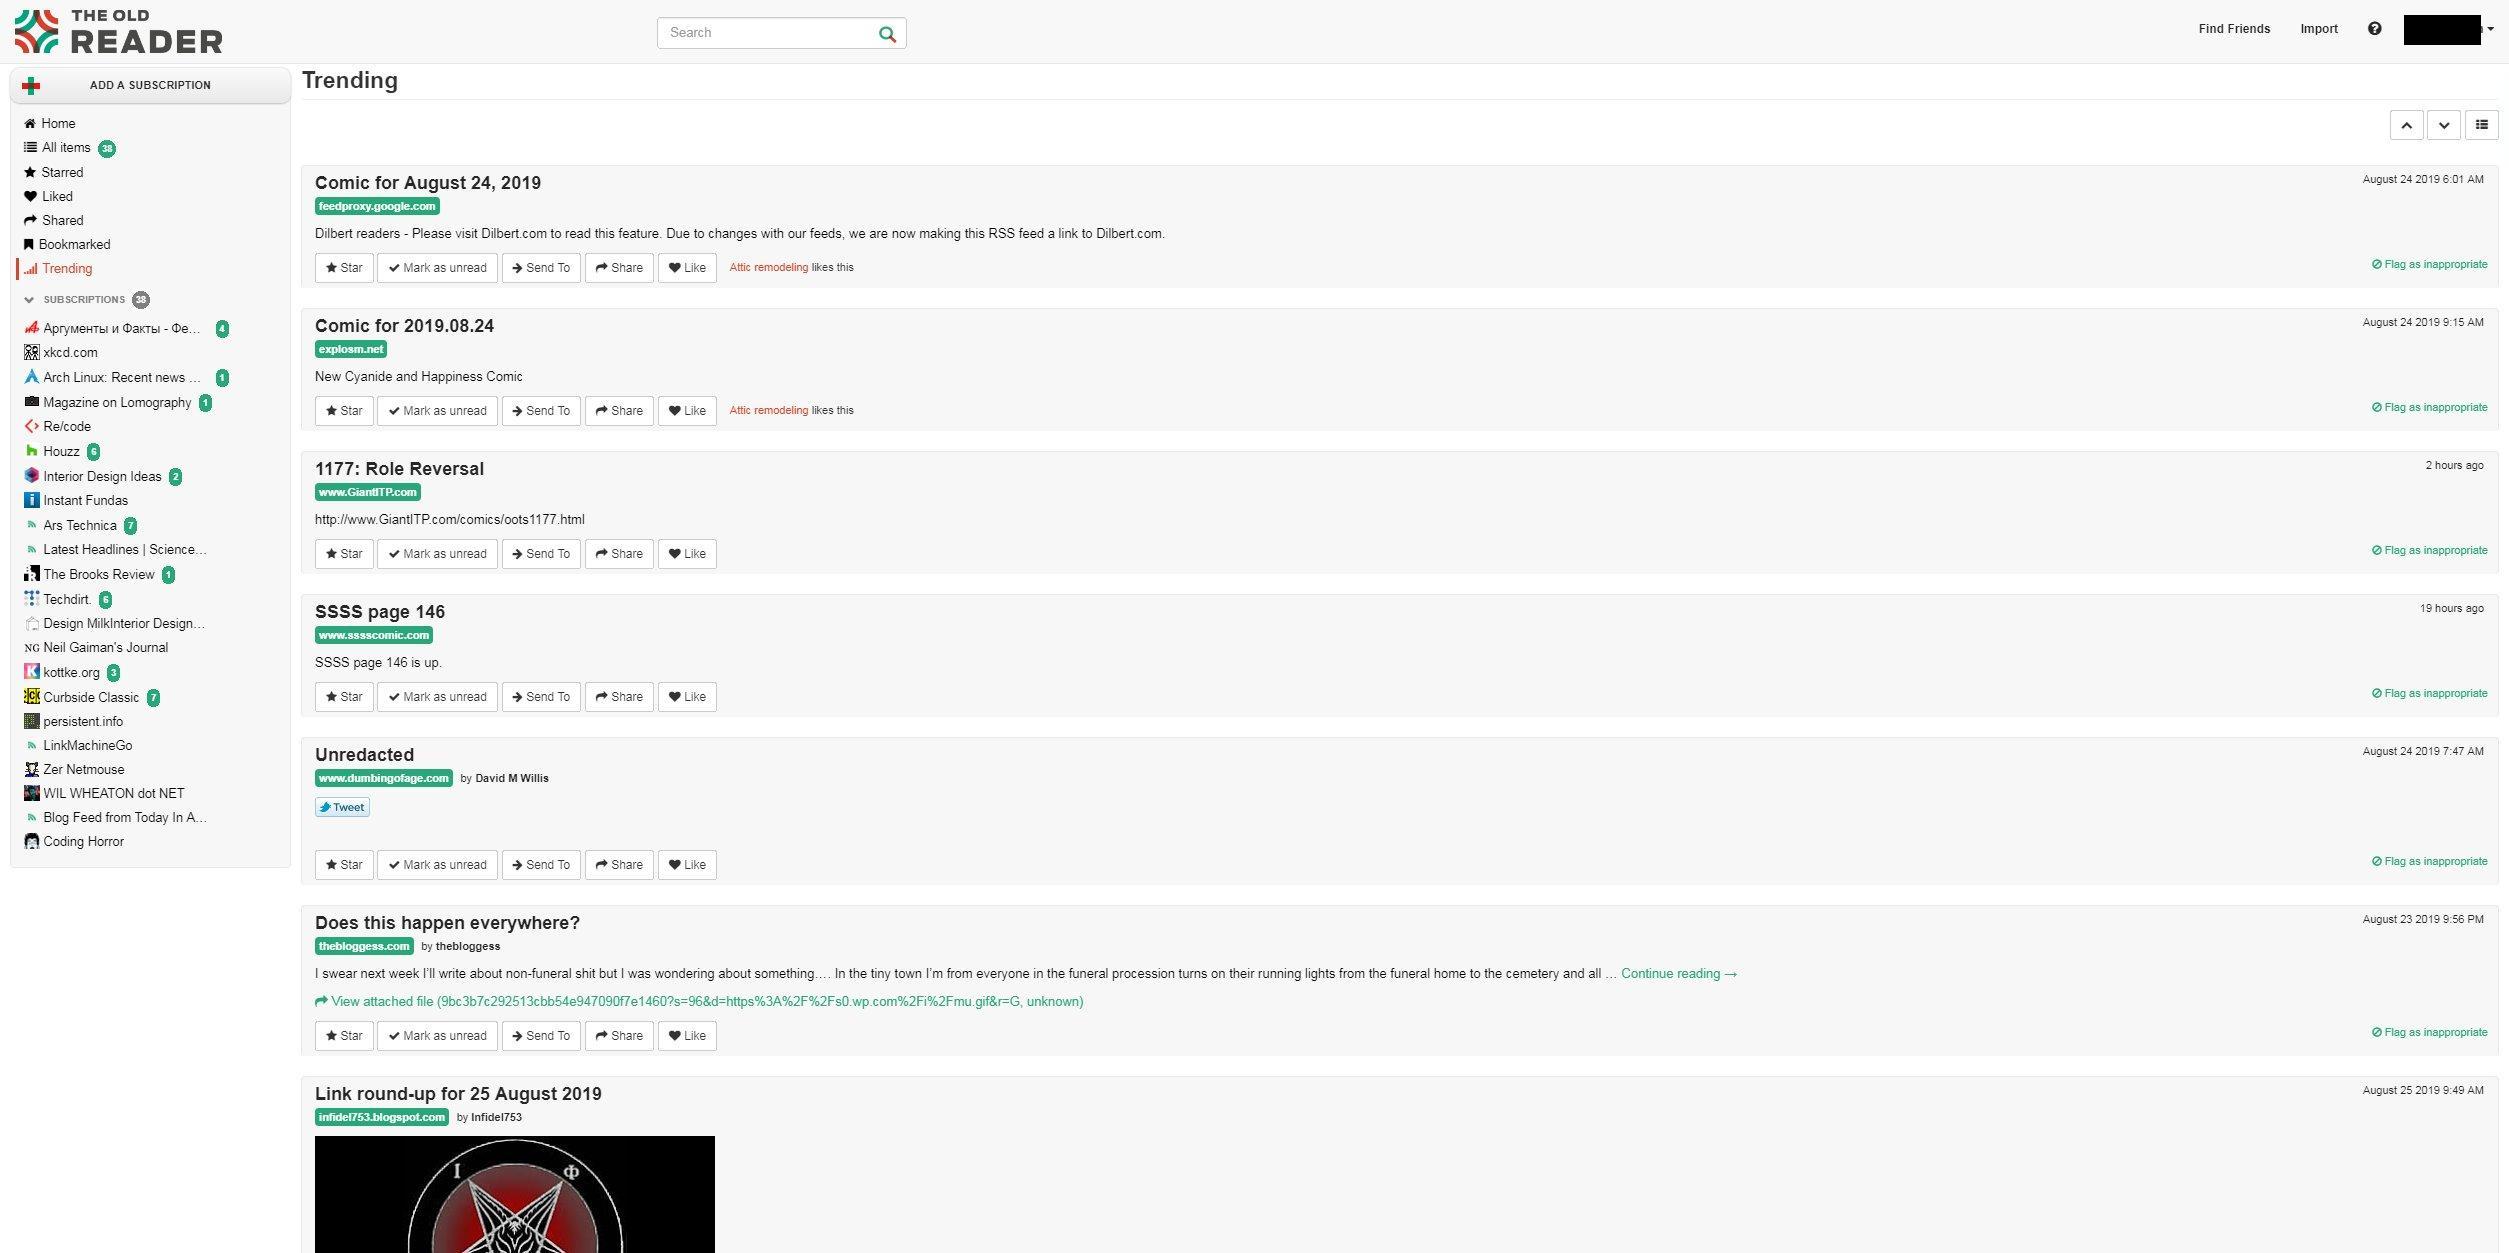 THE OLD
READER
Search
Find Friends
Import
ADD A SUBSCRIPTION
Home
All items 38
Starred
Liked
Shared
Bookmarked
Trending
SUBSCRIPTIONS 38
Аргументы и Факты - Фе... 4
xkcd.com
Arch Linux: Recent news ... 1
Magazine on Lomography 1
Re/code
Houzz 6
Interior Design Ideas 2
Instant Fundas
Ars Technica 7
Latest Headlines | Science...
The Brooks Review 1
Techdirt. 6
Design MilkInterior Design...
NG Neil Gaiman's Journal
kottke.org 3
Curbside Classic 7
persistent.info
LinkMachineGo
Zer Netmouse
WIL WHEATON dot NET
Blog Feed from Today In A...
Coding Horror
Trending
Comic for August 24, 2019
August 24 2019 6:01 AM
feedproxy.google.com
Dilbert readers - Please visit Dilbert.com to read this feature. Due to changes with our feeds, we are now making this RSS feed a link to Dilbert.com.
Star Mark as unread Send To Share Like Attic remodeling likes this
Flag as inappropriate
Comic for 2019.08.24
August 24 2019 9:15 AM
explosm.net
New Cyanide and Happiness Comic
Star Mark as unread Send To Share Like Attic remodeling likes this
Flag as inappropriate
1177: Role Reversal
2 hours ago
www.GiantITP.com
http://www.GiantITP.com/comics/oots1177.html
Star Mark as unread Send To Share Like
Flag as inappropriate
SSSS page 146
19 hours ago
www.sssscomic.com
SSSS page 146 is up.
Star Mark as unread Send To Share Like
Flag as inappropriate
Unredacted
August 24 2019 7:47 AM
www.dumbingofage.com by David M Willis
Tweet
Star Mark as unread Send To Share Like
Flag as inappropriate
Does this happen everywhere?
August 23 2019 9:56 PM
thebloggess.com by thebloggess
I swear next week I’ll write about non-funeral shit but I was wondering about something…. In the tiny town I’m from everyone in the funeral procession turns on their running lights from the funeral home to the cemetery and all … Continue reading →
View attached file (9bc3b7c292513cbb54e947090f7e1460?s=96&d=https%3A%2F%2Fs0.wp.com%2Fi%2Fmu.gif&r=G, unknown)
Star Mark as unread Send To Share Like
Flag as inappropriate
Link round-up for 25 August 2019
August 25 2019 9:49 AM
infidel753.blogspot.com by Infidel753
I Φ